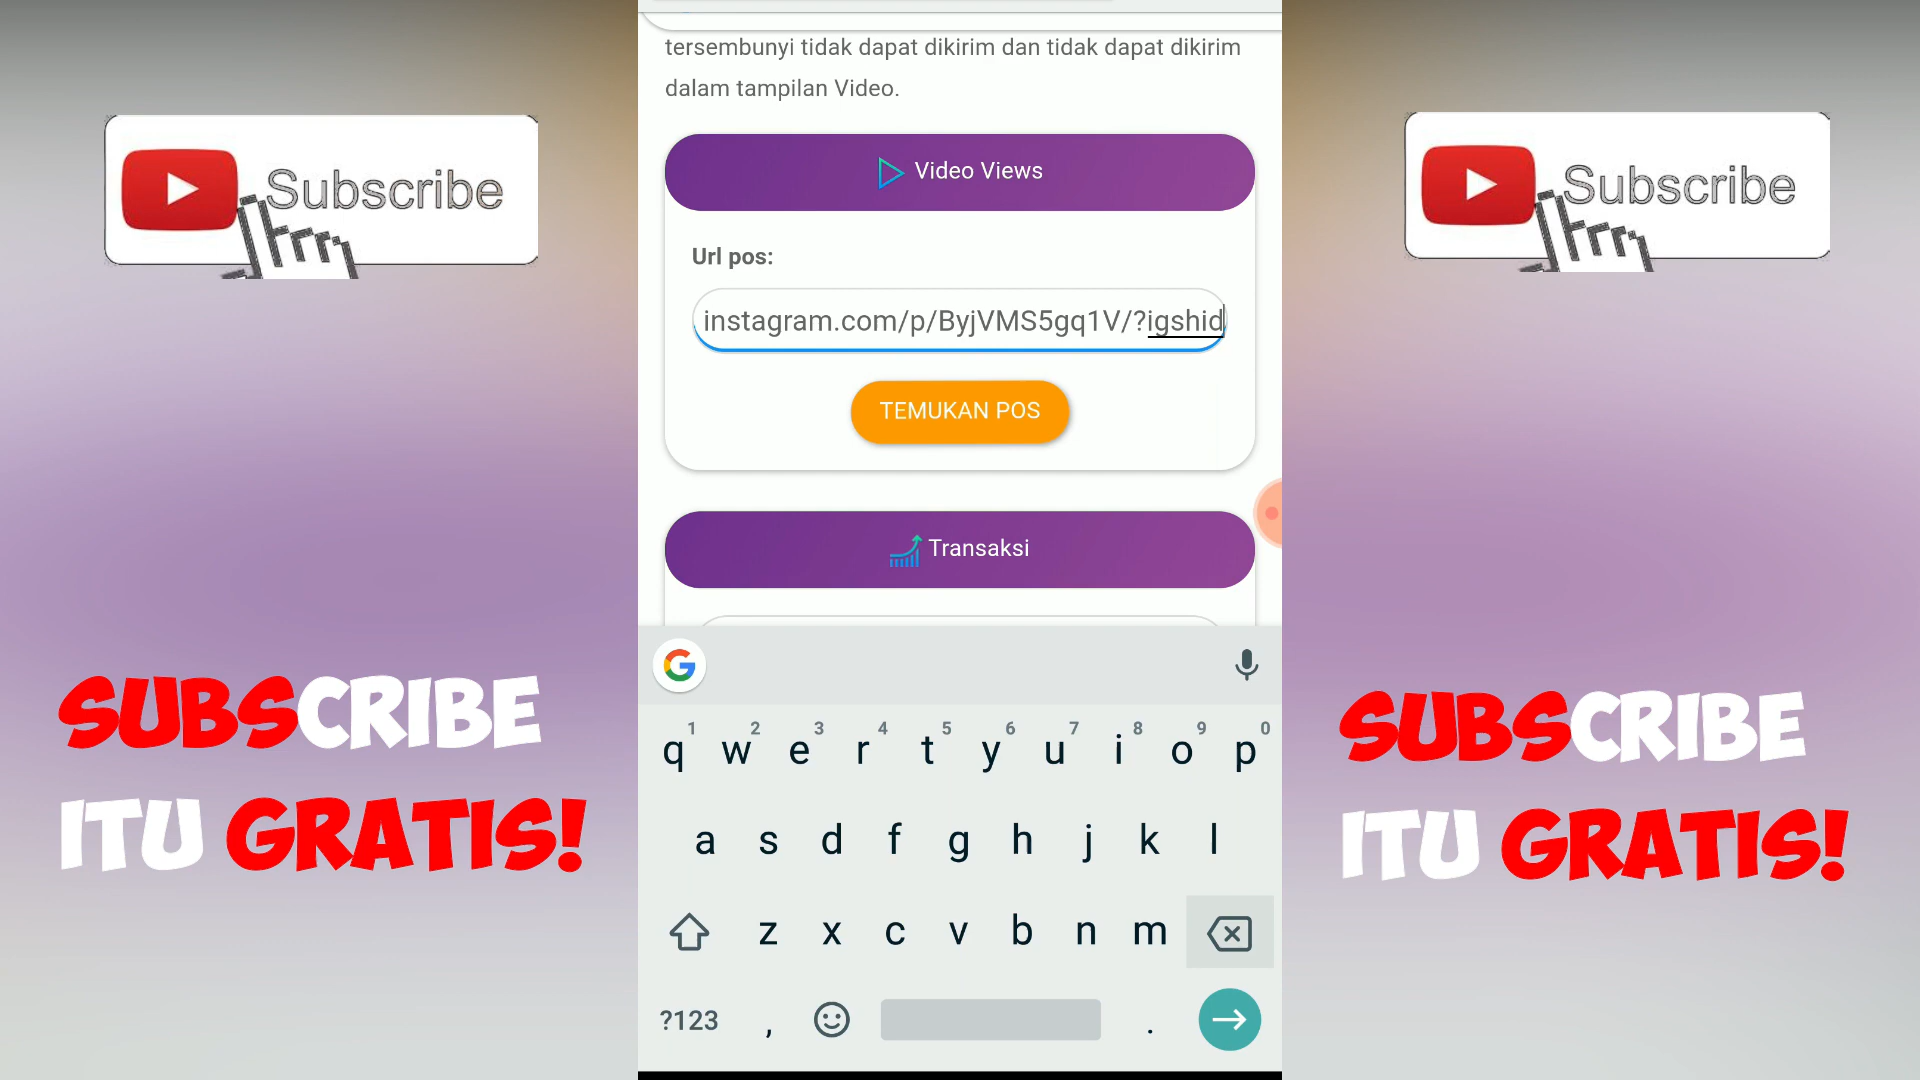 tersembunyi tidak dapat dikirim dan tidak dapat dikirim
dalam tampilan Video.
Video Views
Url pos:
instagram.com/p/ByjVMS5gq1V/?igshid
TEMUKAN POS
Transaksi
Subscribe
SUBSCRIBE
ITU GRATIS!
Subscribe
SUBSCRIBE
ITU GRATIS!
G
1 2 3 4 5 6 7 8 9 0
q w e r t y u i o p
a s d f g h j k l
z x c v b n m
?123 , .